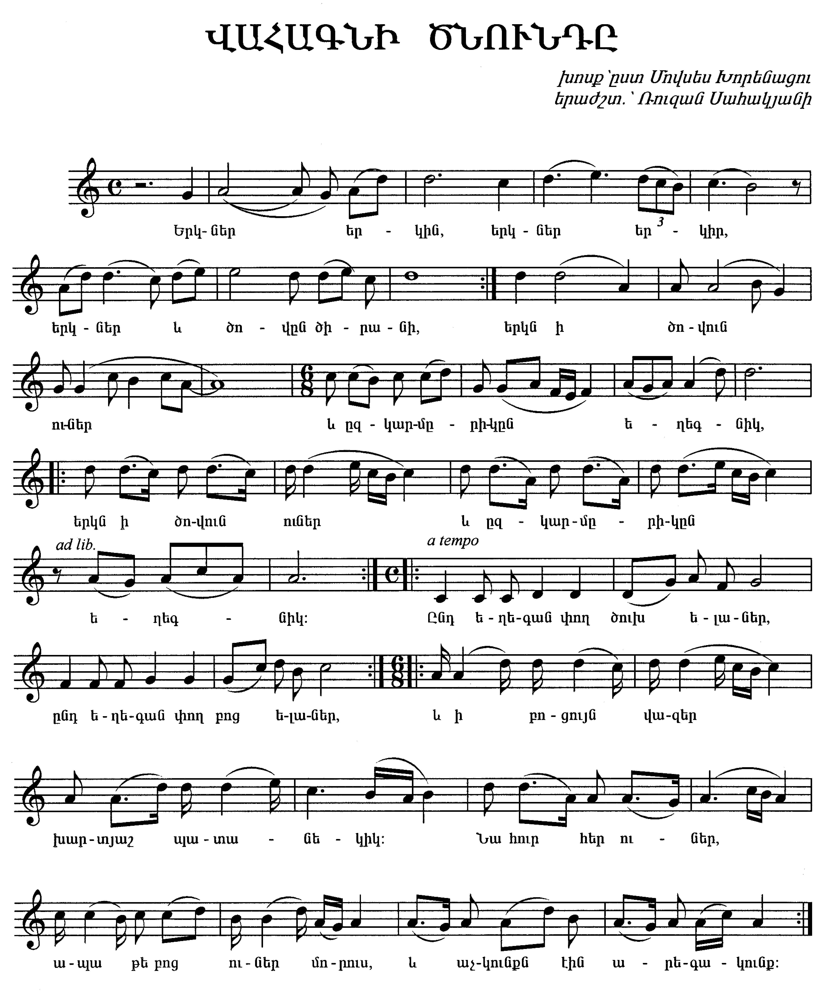 ՎԱՀԱԳՆԻ ԾՆՈՒՆԴԸ
խոսք՝ըստ Մովսես Խորենացու
երաժշտ.՝ Ռուզան Սահակյանի
Երկ- ներ եր - կին, երկ - ներ եր - կիր,
3
երկ - ներ և ծո - վըն ծի - րա - նի, երկն ի ծո - վուն
ու-ներ և ըզ - կար-մը - րի-կըն ե - ղեգ - նիկ,
երկն ի ծո-վուն ուներ և ըզ - կար-մը - րի-կըն
ad lib. a tempo
ե - ղեգ - նիկ։ Ընդ ե - ղե-գան փող ծուխ ե - լա - ներ,
ընդ ե - ղե-գան փող բոց ե-լա-ներ, և ի բո - ցույն վա-զեր
խար-տյաշ պա - տա - նե - կիկ։ Նա հուր հեր ու - ներ,
ա - պա թե բոց ու - ներ մո - րուս, և աչ-կունքն էին ա - րե-գա - կունք։